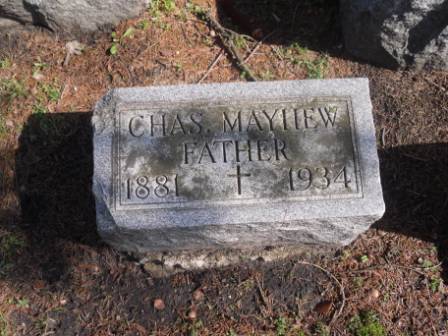 CHAS. MAYHEW
FATHER
1881 1934